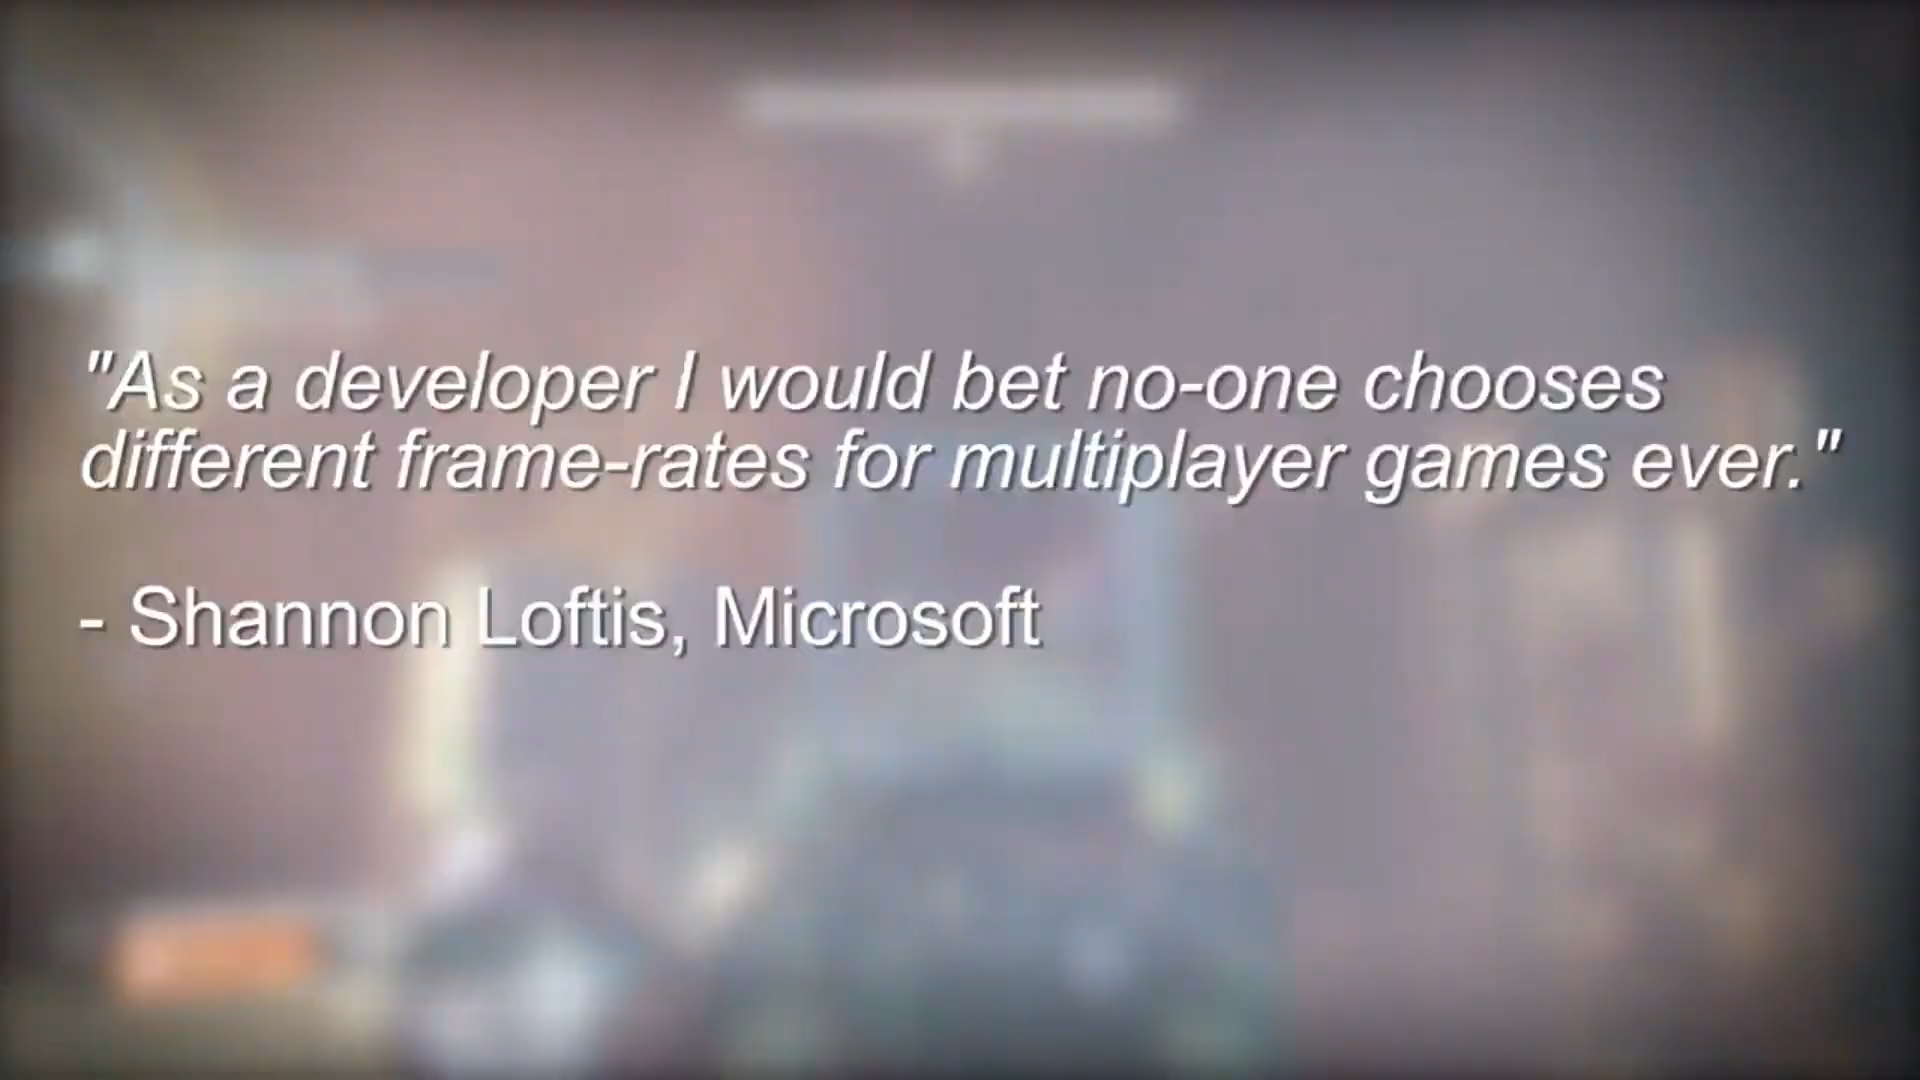 "As a developer I would bet no-one chooses
different frame-rates for multiplayer games ever."
- Shannon Loftis, Microsoft